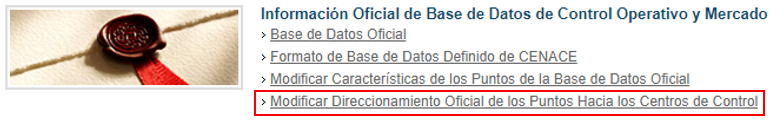 Información Oficial de Base de Datos de Control Operativo y Mercado
› Base de Datos Oficial
› Formato de Base de Datos Definido de CENACE
› Modificar Características de los Puntos de la Base de Datos Oficial
› Modificar Direccionamiento Oficial de los Puntos Hacia los Centros de Control